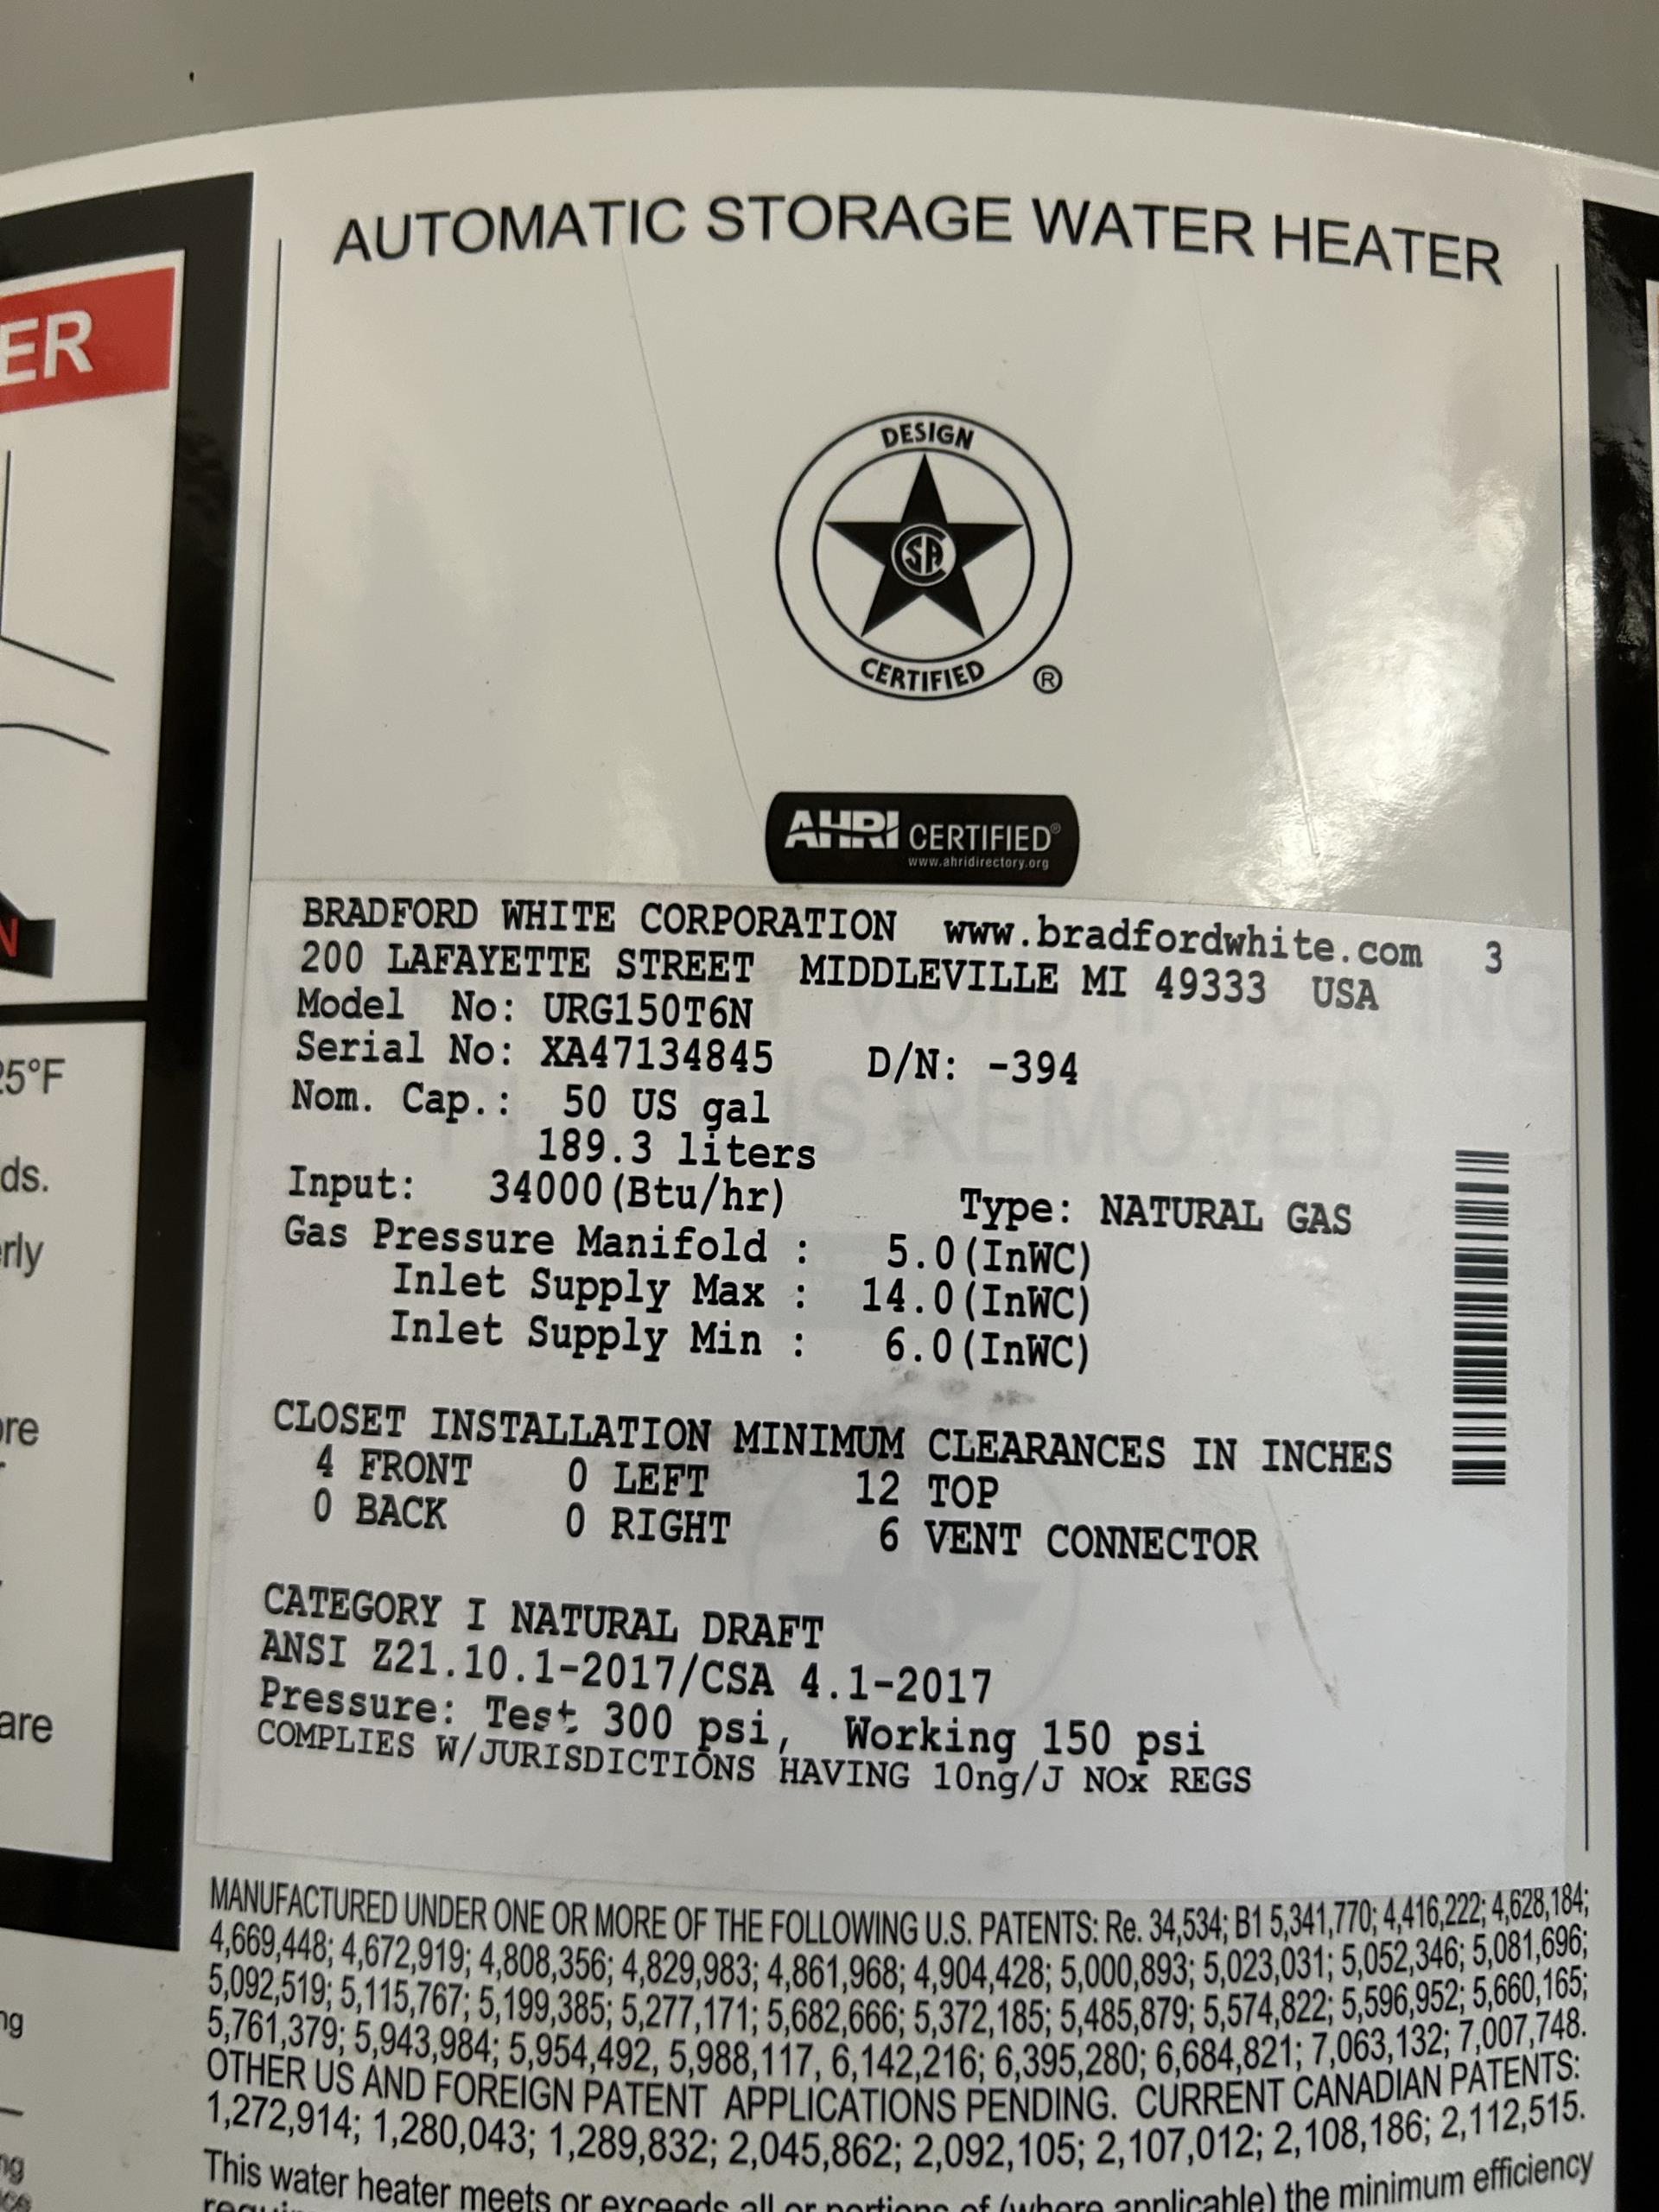 AUTOMATIC STORAGE WATER HEATER
ER
DESIGN
CSA
CERTIFIED ®
AHRI CERTIFIED®
www.ahridirectory.org
N
BRADFORD WHITE CORPORATION www.bradfordwhite.com 3
200 LAFAYETTE STREET MIDDLEVILLE MI 49333 USA
Model No: URG150T6N
Serial No: XA47134845 D/N: -394
Nom. Cap.: 50 US gal
189.3 liters
Input: 34000(Btu/hr) Type: NATURAL GAS
Gas Pressure Manifold : 5.0(InWC)
Inlet Supply Max : 14.0(InWC)
Inlet Supply Min : 6.0(InWC)
CLOSET INSTALLATION MINIMUM CLEARANCES IN INCHES
4 FRONT 0 LEFT 12 TOP
0 BACK 0 RIGHT 6 VENT CONNECTOR
CATEGORY I NATURAL DRAFT
ANSI Z21.10.1-2017/CSA 4.1-2017
Pressure: Test 300 psi, Working 150 psi
COMPLIES W/JURISDICTIONS HAVING 10ng/J NOx REGS
MANUFACTURED UNDER ONE OR MORE OF THE FOLLOWING U.S. PATENTS: Re. 34,534; B1 5,341,770; 4,416,222; 4,628,184;
4,669,448; 4,672,919; 4,808,356; 4,829,983; 4,861,968; 4,904,428; 5,000,893; 5,023,031; 5,052,346; 5,081,696;
5,092,519; 5,115,767; 5,199,385; 5,277,171; 5,682,666; 5,372,185; 5,485,879; 5,574,822; 5,596,952; 5,660,165;
5,761,379; 5,943,984; 5,954,492, 5,988,117, 6,142,216; 6,395,280; 6,684,821; 7,063,132; 7,007,748.
OTHER US AND FOREIGN PATENT APPLICATIONS PENDING. CURRENT CANADIAN PATENTS:
1,272,914; 1,280,043; 1,289,832; 2,045,862; 2,092,105; 2,107,012; 2,108,186; 2,112,515.
This water heater meets or exceeds all or portions of (where applicable) the minimum efficiency
25°F
ds.
erly
ore
are
ng
ng